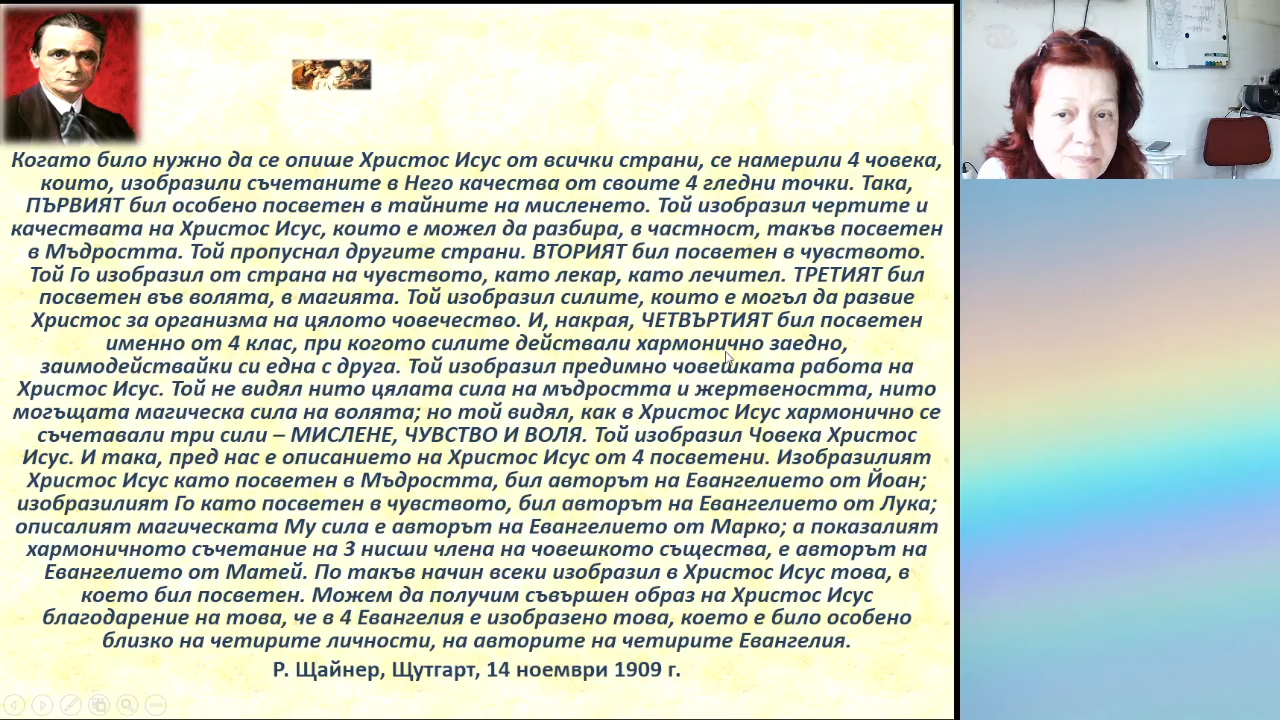 Когато било нужно да се опише Христос Исус от всички страни, се намерили 4 човека,
които, изобразили съчетаните в Него качества от своите 4 гледни точки. Така,
ПЪРВИЯТ бил особено посветен в тайните на мисленето. Той изобразил чертите и
качествата на Христос Исус, които е можел да разбира, в частност, такъв посветен
в Мъдростта. Той пропуснал другите страни. ВТОРИЯТ бил посветен в чувството.
Той Го изобразил от страна на чувството, като лекар, като лечител. ТРЕТИЯТ бил
посветен във волята, в магията. Той изобразил силите, които е могъл да развие
Христос за организма на цялото човечество. И, накрая, ЧЕТВЪРТИЯТ бил посветен
именно от 4 клас, при когото силите действали хармонично заедно,
заимодействайки си една с друга. Той изобразил предимно човешката работа на
Христос Исус. Той не видял нито цялата сила на мъдростта и жертвеността, нито
могъщата магическа сила на волята; но той видял, как в Христос Исус хармонично се
съчетавали три сили – МИСЛЕНЕ, ЧУВСТВО И ВОЛЯ. Той изобразил Човека Христос
Исус. И така, пред нас е описанието на Христос Исус от 4 посветени. Изобразилият
Христос Исус като посветен в Мъдростта, бил авторът на Евангелието от Йоан;
изобразилият Го като посветен в чувството, бил авторът на Евангелието от Лука;
описалият магическата Му сила е авторът на Евангелието от Марко; а показалият
хармоничното съчетание на 3 нисши члена на човешкото същества, е авторът на
Евангелието от Матей. По такъв начин всеки изобразил в Христос Исус това, в
което бил посветен. Можем да получим съвършен образ на Христос Исус
благодарение на това, че в 4 Евангелия е изобразено това, което е било особено
близко на четирите личности, на авторите на четирите Евангелия.
Р. Щайнер, Щутгарт, 14 ноември 1909 г.